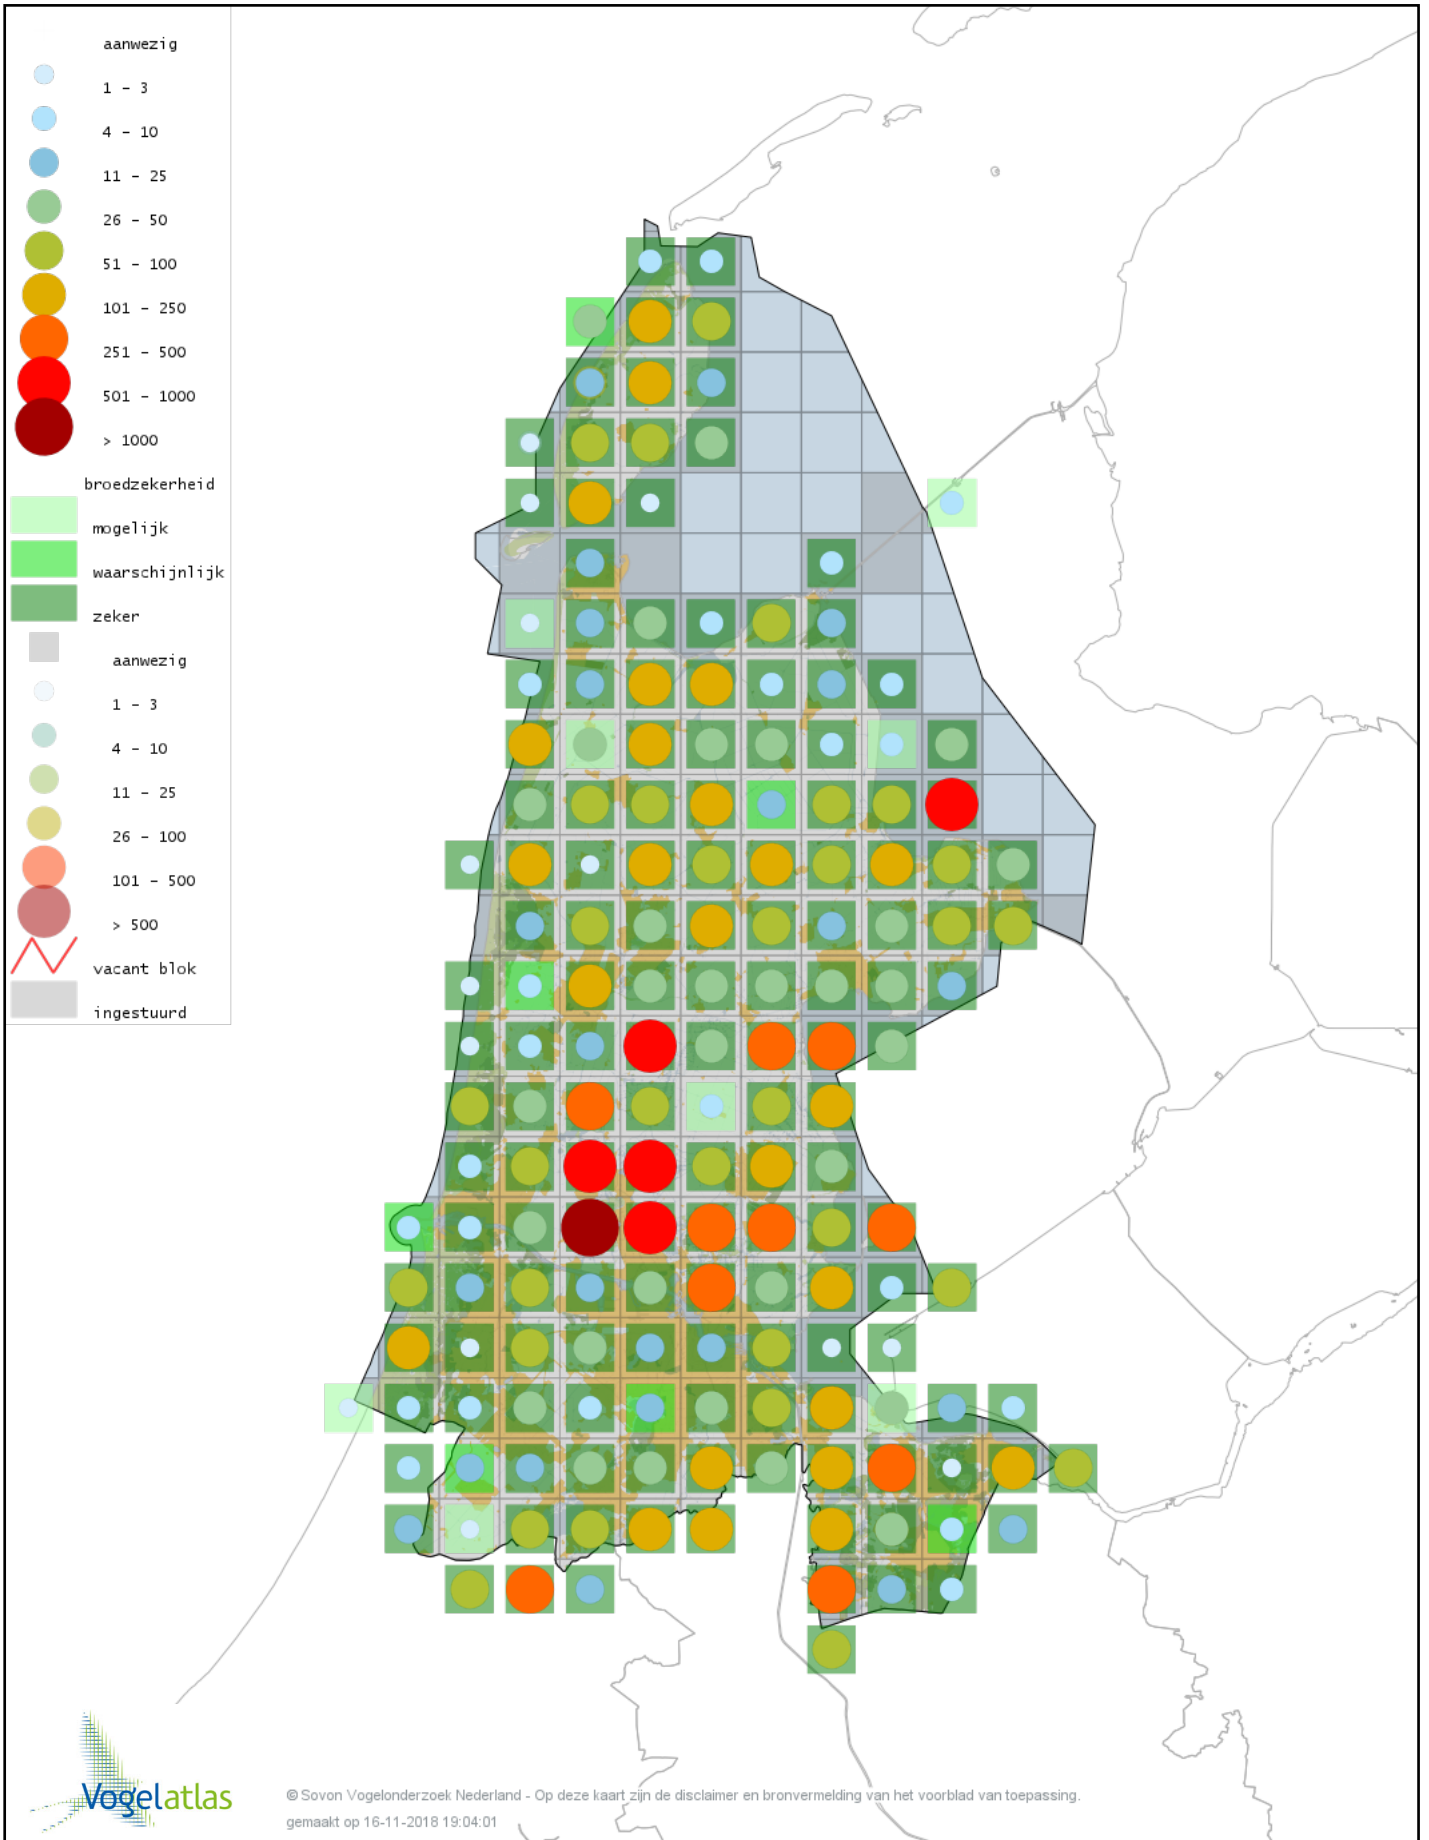 aanwezig
1 - 3
4 - 10
11 - 25
26 - 50
51 - 100
101 - 250
251 - 500
501 - 1000
> 1000
broedzekerheid
mogelijk
waarschijnlijk
zeker
aanwezig
1 - 3
4 - 10
11 - 25
26 - 100
101 - 500
> 500
vacant blok
ingestuurd
Vogelatlas
© Sovon Vogelonderzoek Nederland - Op deze kaart zijn de disclaimer en bronvermelding van het voorblad van toepassing.
gemaakt op 16-11-2018 19:04:01